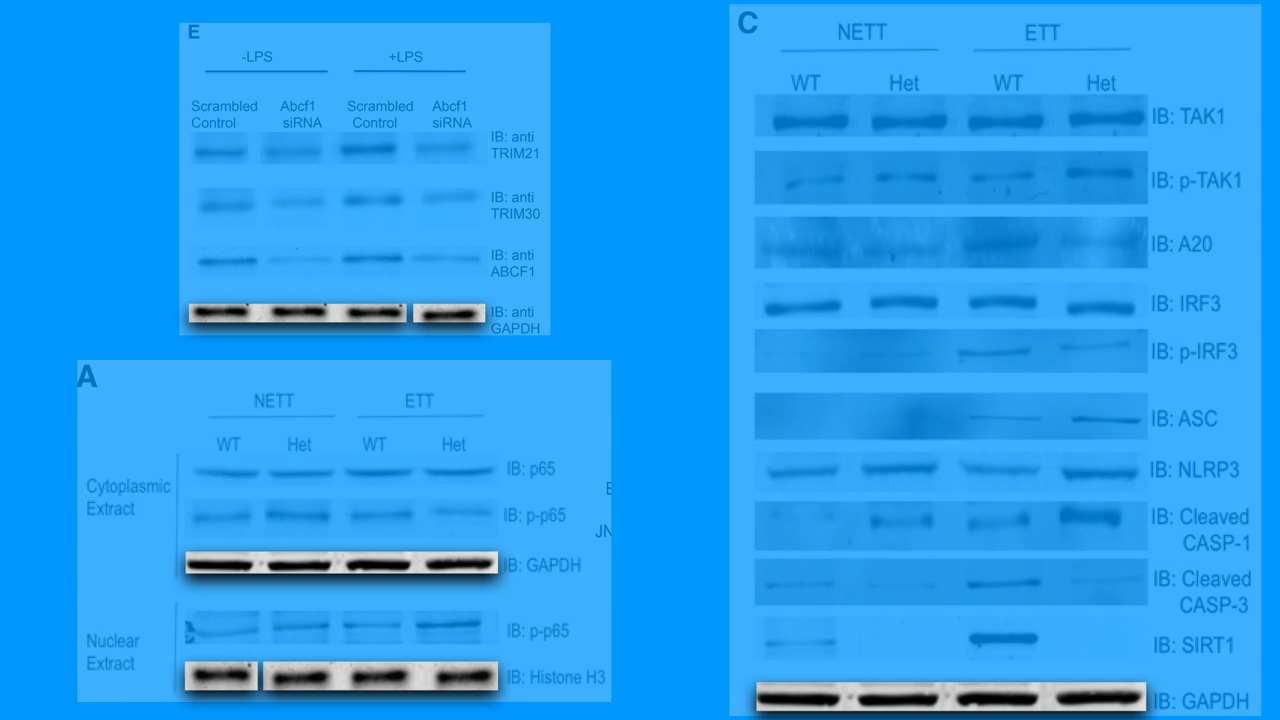 E
-LPS +LPS
Scrambled Control Abcf1 siRNA Scrambled Control Abcf1 siRNA
IB: anti TRIM21
IB: anti TRIM30
IB: anti ABCF1
IB: anti GAPDH
A
NETT ETT
WT Het WT Het
Cytoplasmic Extract
IB: p65
IB: p-p65
IB: GAPDH
Nuclear Extract
IB: p-p65
IB: Histone H3
JN
C
NETT ETT
WT Het WT Het
IB: TAK1
IB: p-TAK1
IB: A20
IB: IRF3
IB: p-IRF3
IB: ASC
IB: NLRP3
IB: Cleaved CASP-1
IB: Cleaved CASP-3
IB: SIRT1
IB: GAPDH